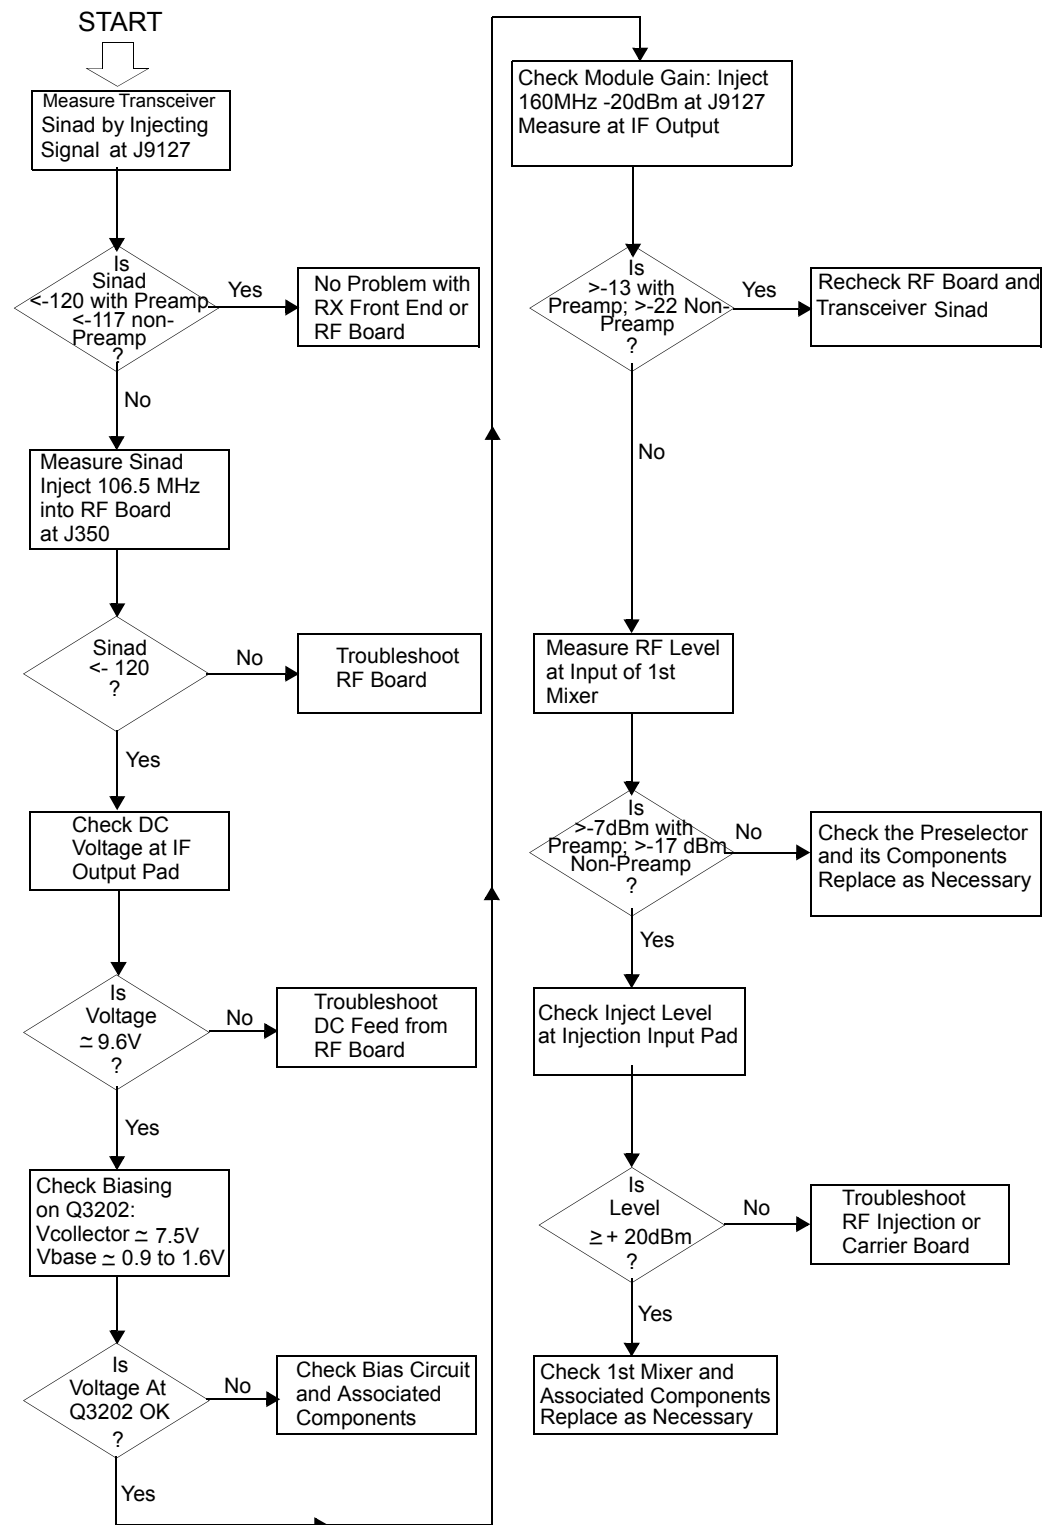 START
Measure Transceiver
Sinad by Injecting
Signal at J9127
Is
Sinad
<-120 with Preamp
<-117 non-
Preamp
?
Yes
No Problem with
RX Front End or
RF Board
No
Measure Sinad
Inject 106.5 MHz
into RF Board
at J350
Sinad
<- 120
?
No
Troubleshoot
RF Board
Yes
Check DC
Voltage at IF
Output Pad
Is
Voltage
≃ 9.6V
?
No
Troubleshoot
DC Feed from
RF Board
Yes
Check Biasing
on Q3202:
Vcollector ≃ 7.5V
Vbase ≃ 0.9 to 1.6V
Is
Voltage At
Q3202 OK
?
No
Check Bias Circuit
and Associated
Components
Yes
Check Module Gain: Inject
160MHz -20dBm at J9127
Measure at IF Output
Is
>-13 with
Preamp; >-22 Non-
Preamp
?
Yes
Recheck RF Board and
Transceiver Sinad
No
Measure RF Level
at Input of 1st
Mixer
Is
>-7dBm with
Preamp; >-17 dBm
Non-Preamp
?
No
Check the Preselector
and its Components
Replace as Necessary
Yes
Check Inject Level
at Injection Input Pad
Is
Level
≥ + 20dBm
?
No
Troubleshoot
RF Injection or
Carrier Board
Yes
Check 1st Mixer and
Associated Components
Replace as Necessary